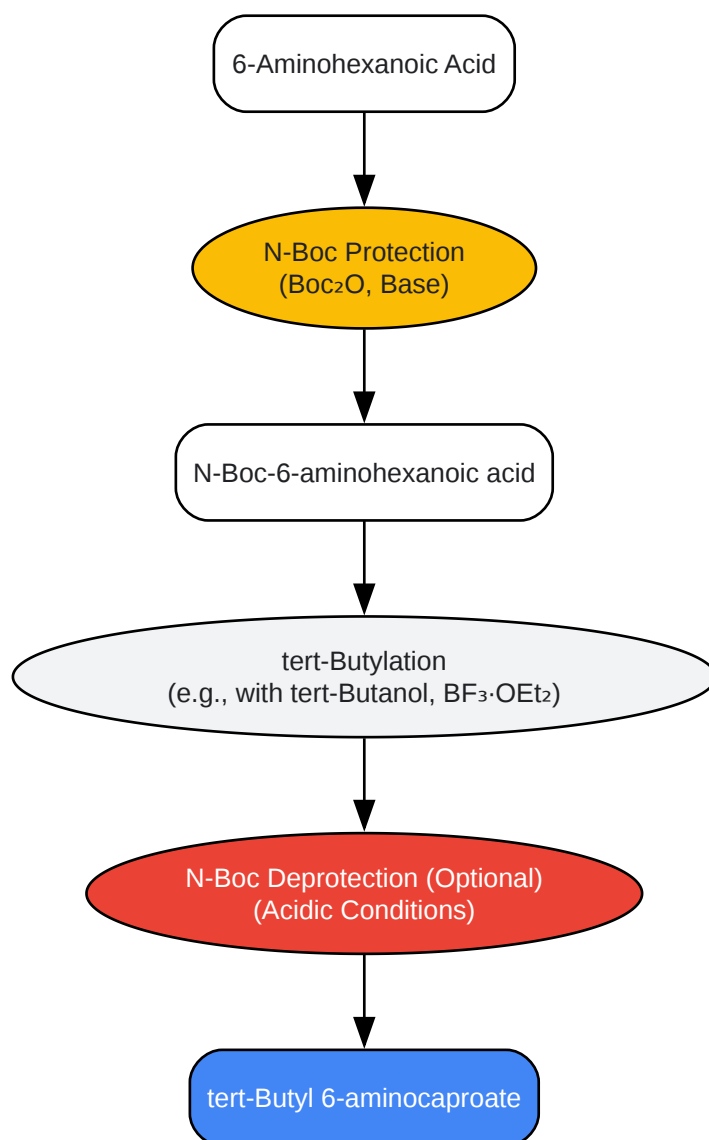 6-Aminohexanoic Acid
N-Boc Protection
(Boc₂O, Base)
N-Boc-6-aminohexanoic acid
tert-Butylation
(e.g., with tert-Butanol, BF₃·OEt₂)
N-Boc Deprotection (Optional)
(Acidic Conditions)
tert-Butyl 6-aminocaproate